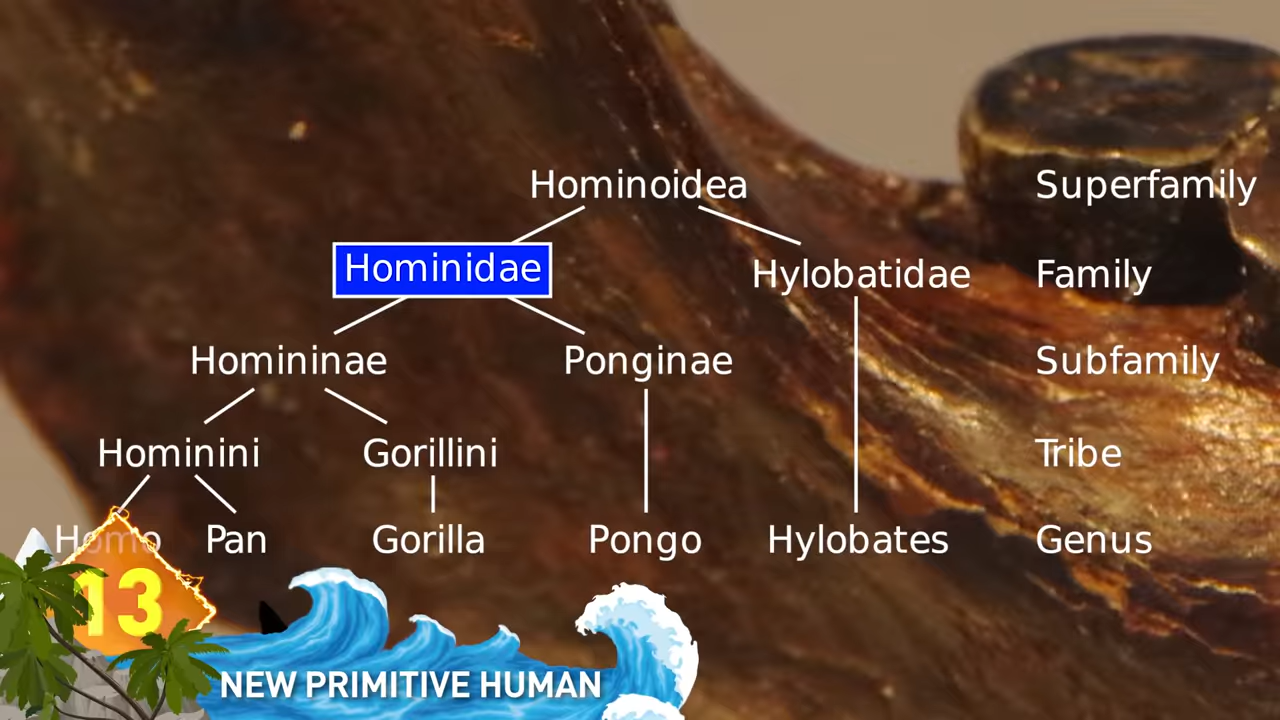 Hominoidea Superfamily
Hominidae Hylobatidae Family
Homininae Ponginae Subfamily
Hominini Gorillini Tribe
Homo Pan Gorilla Pongo Hylobates Genus
13
NEW PRIMITIVE HUMAN